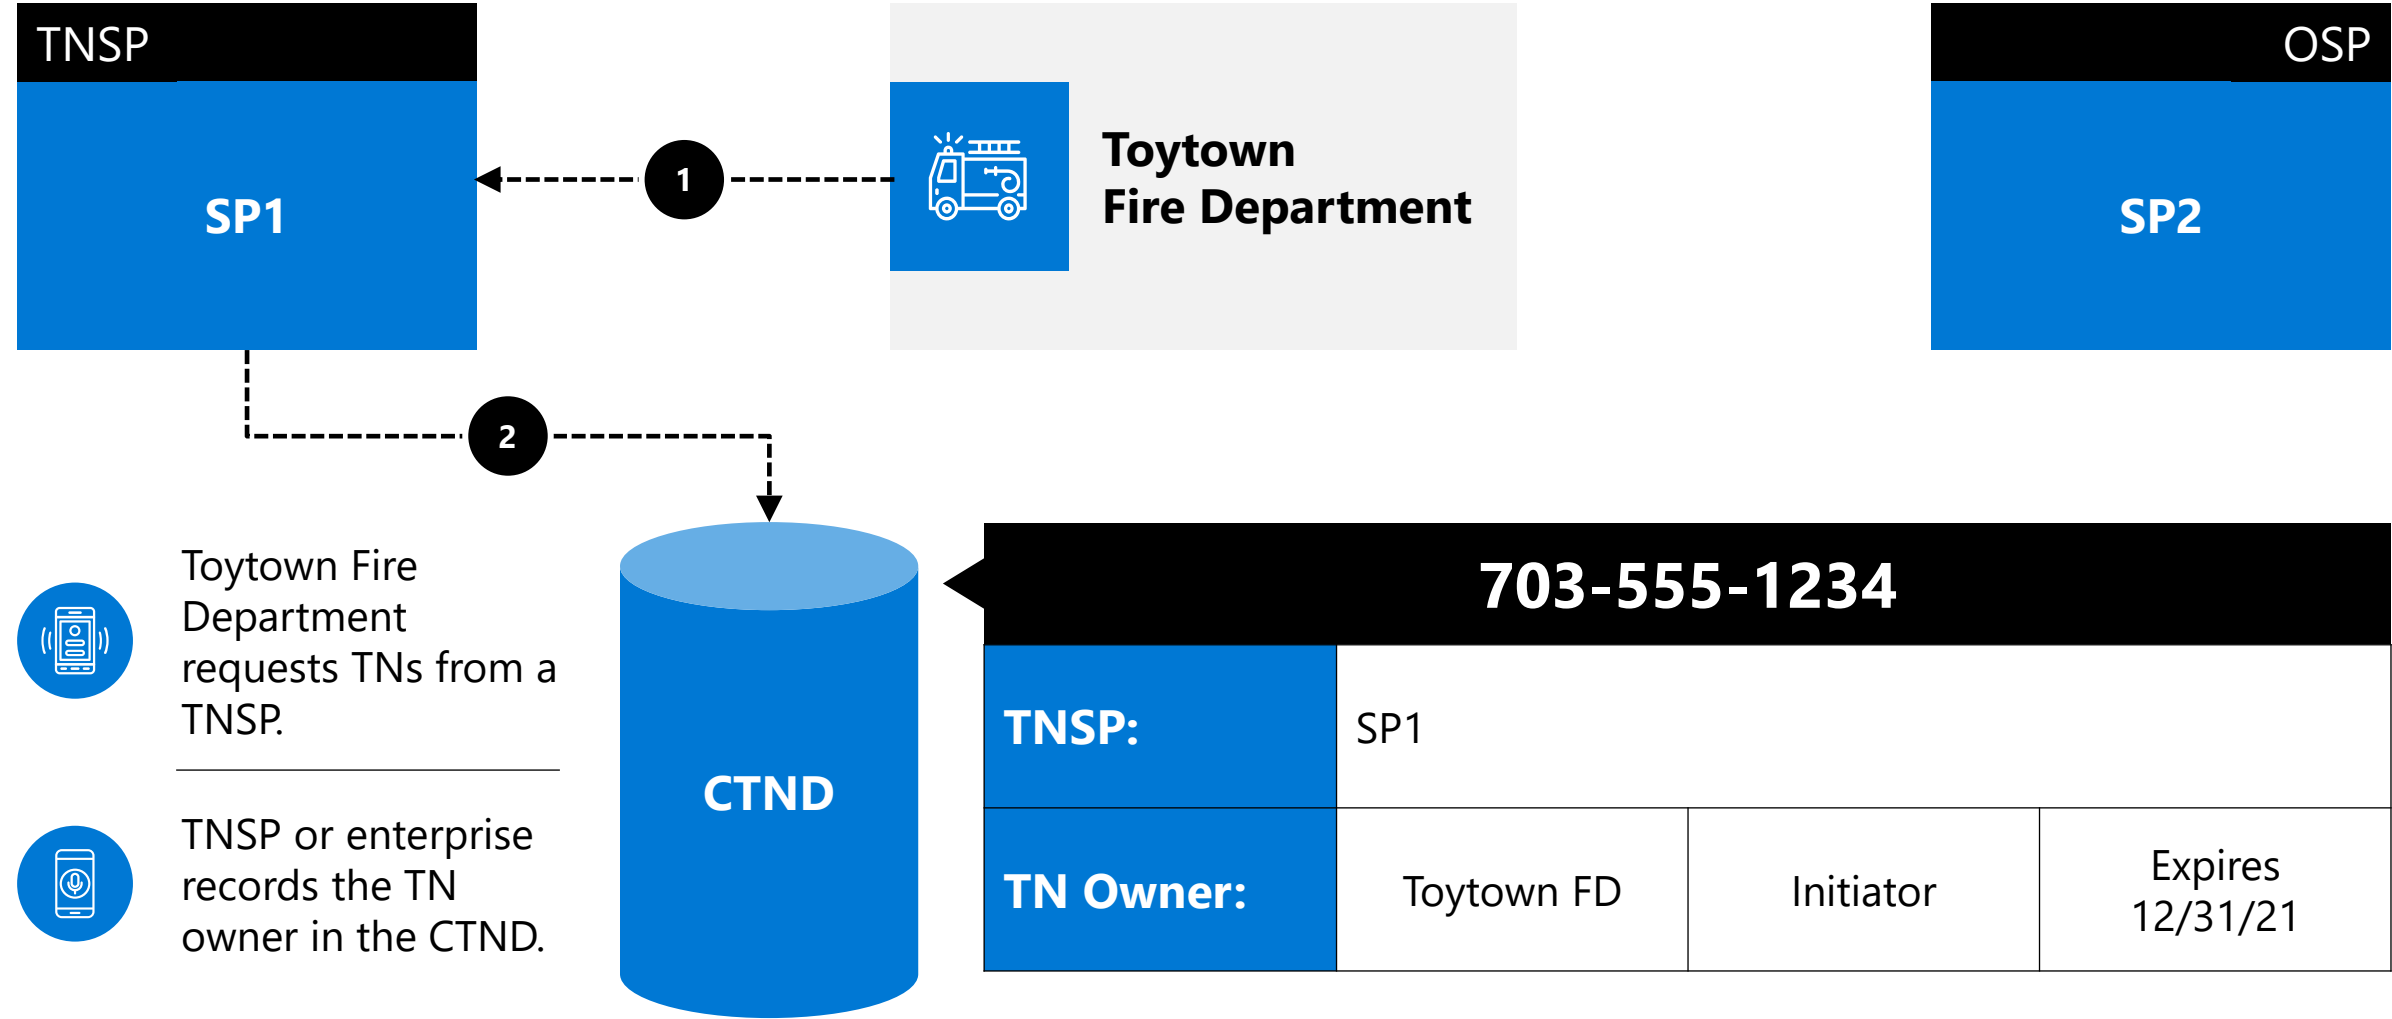 TNSP
SP1
1
Toytown
Fire Department
OSP
SP2
2
Toytown Fire
Department
requests TNs from a
TNSP.
TNSP or enterprise
records the TN
owner in the CTND.
CTND
703-555-1234
TNSP:
SP1
TN Owner:
Toytown FD
Initiator
Expires
12/31/21